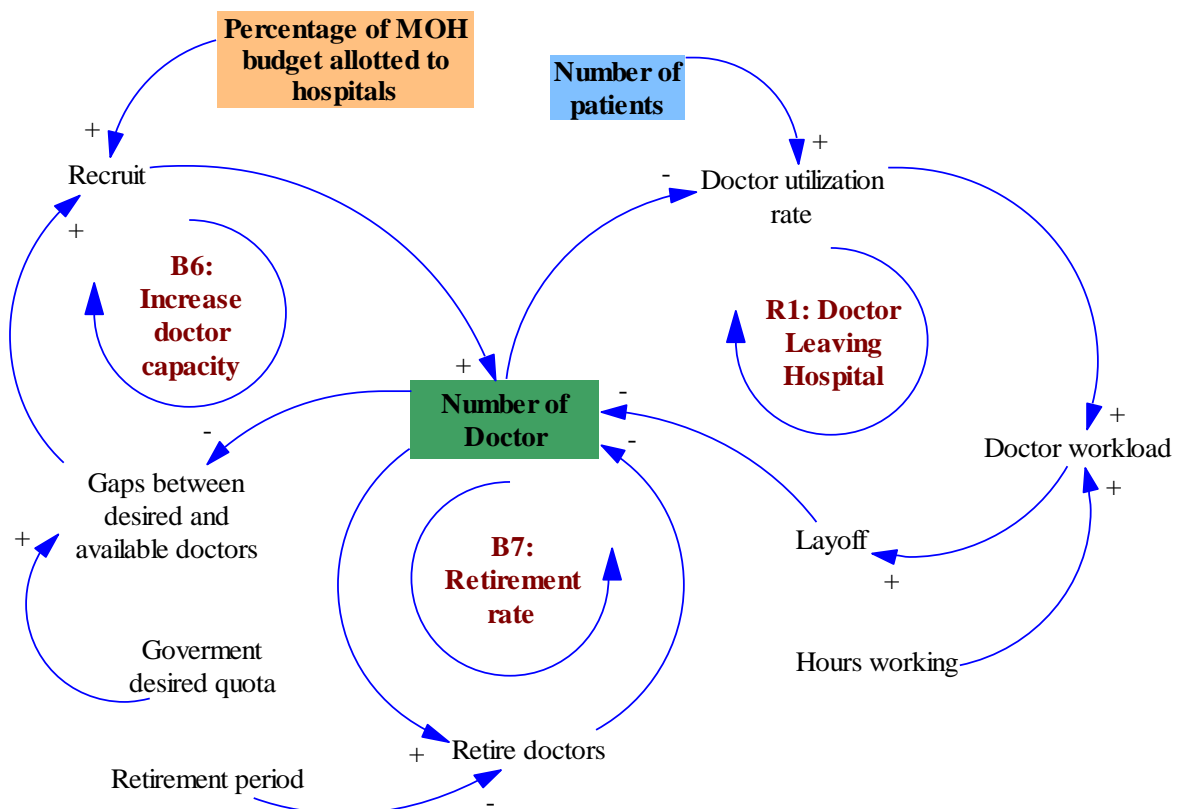 Percentage of MOH
budget allotted to
hospitals
Number of
patients
+
+
Recruit
-
Doctor utilization
rate
+
B6:
Increase
doctor
capacity
R1: Doctor
Leaving
Hospital
+
-
Number of
Doctor
-
-
+
Doctor workload
+
Gaps between
desired and
available doctors
+
B7:
Retirement
rate
Layoff
+
Goverment
desired quota
Hours working
+
Retire doctors
Retirement period
-